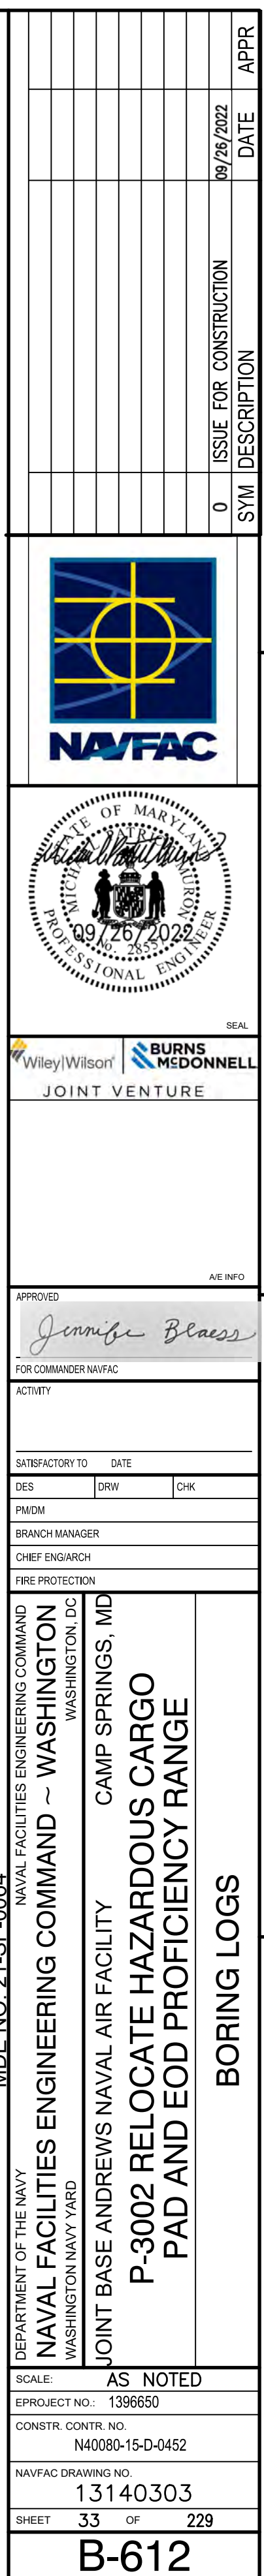 SYM DESCRIPTION DATE APPR
0 ISSUE FOR CONSTRUCTION 09/26/2022
NAVFAC
STATE OF MARYLAND
MICHAEL PATRICK MURON
09/26/2022
No. 28557
PROFESSIONAL ENGINEER
SEAL
Wiley|Wilson BURNS McDONNELL
JOINT VENTURE
A/E INFO
APPROVED
Jennifer Blaess
FOR COMMANDER NAVFAC
ACTIVITY
SATISFACTORY TO DATE
DES DRW CHK
PM/DM
BRANCH MANAGER
CHIEF ENG/ARCH
FIRE PROTECTION
DEPARTMENT OF THE NAVY NAVAL FACILITIES ENGINEERING COMMAND
NAVAL FACILITIES ENGINEERING COMMAND ~ WASHINGTON
WASHINGTON NAVY YARD WASHINGTON, DC
JOINT BASE ANDREWS NAVAL AIR FACILITY CAMP SPRINGS, MD
P-3002 RELOCATE HAZARDOUS CARGO
PAD AND EOD PROFICIENCY RANGE
BORING LOGS
SCALE: AS NOTED
EPROJECT NO.: 1396650
CONSTR. CONTR. NO.
N40080-15-D-0452
NAVFAC DRAWING NO.
13140303
SHEET 33 OF 229
B-612